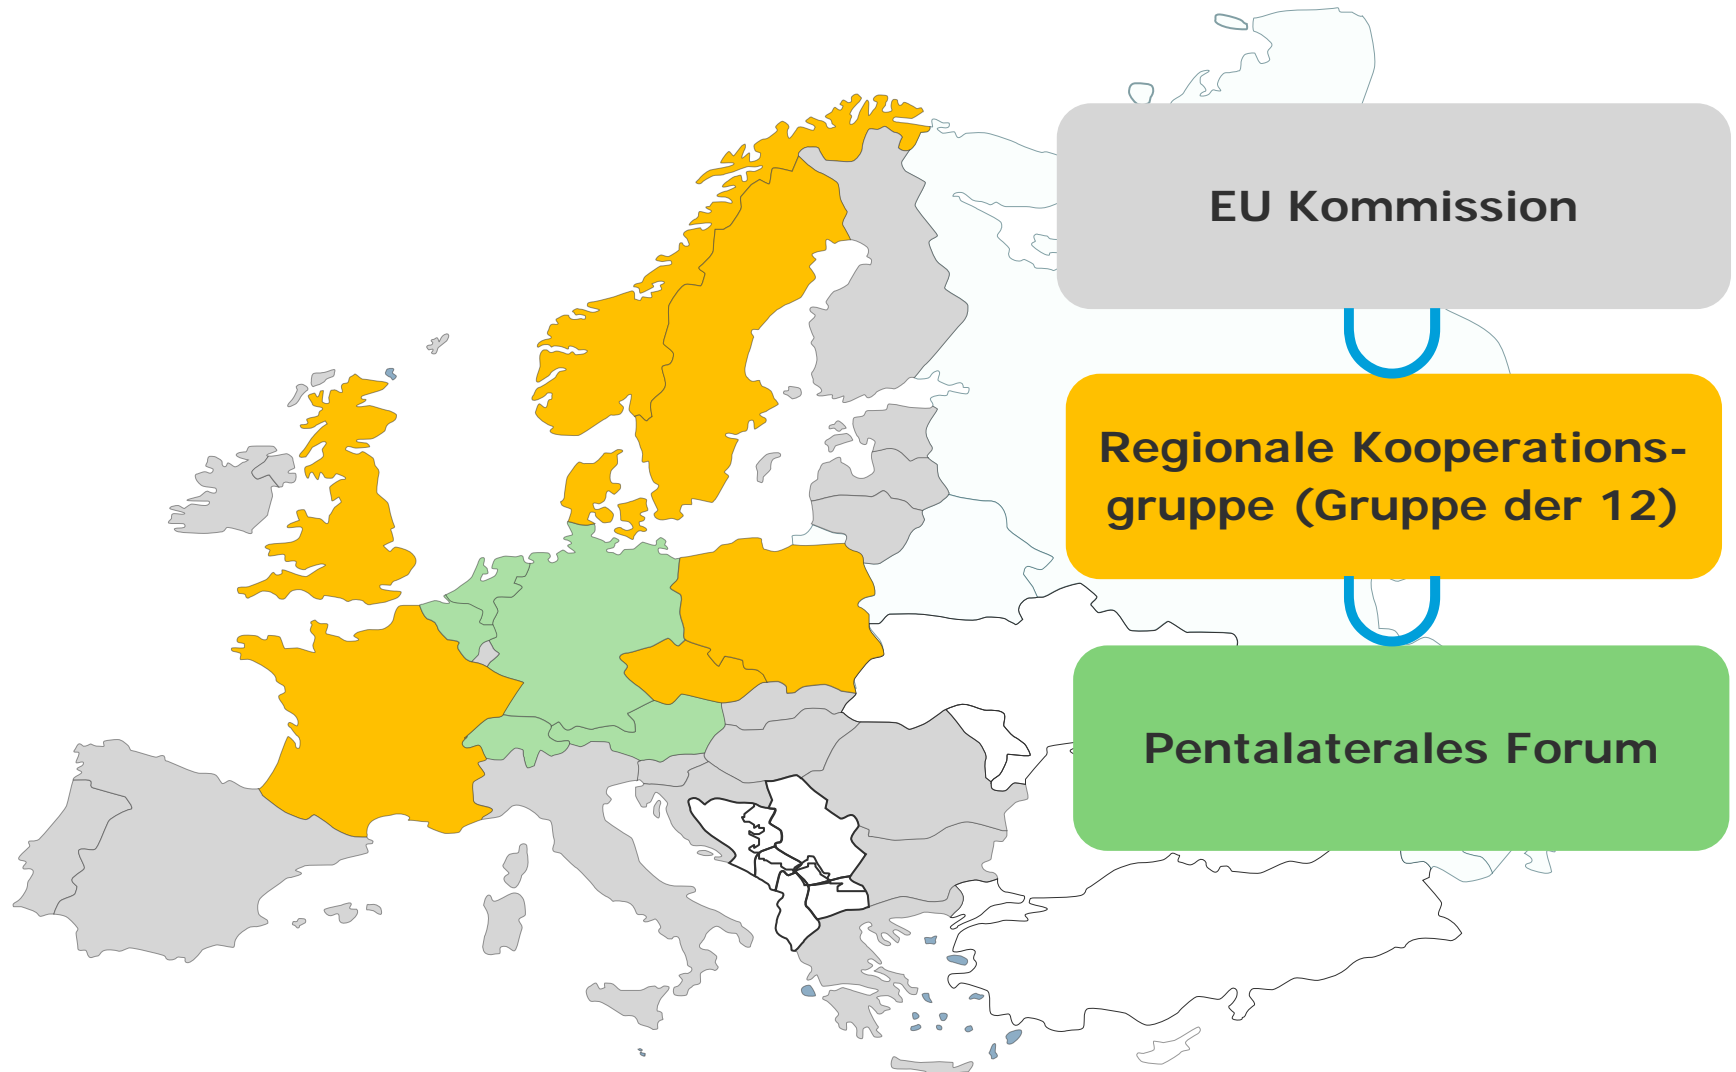 EU Kommission
Regionale Kooperations-
gruppe (Gruppe der 12)
Pentalaterales Forum